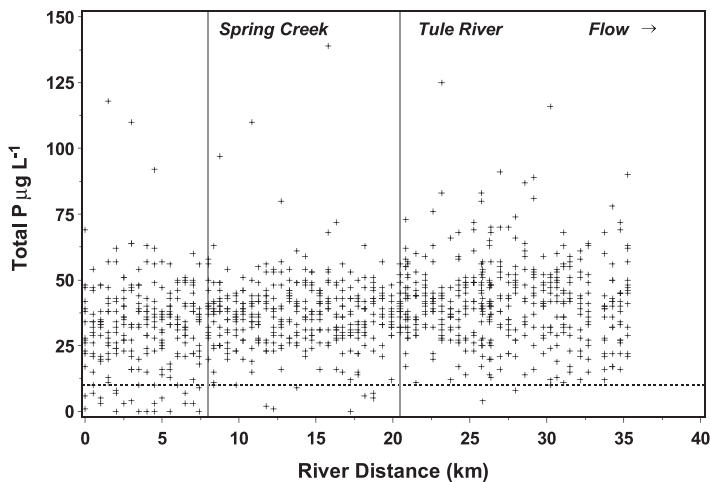 150
Spring Creek
Tule River
Flow →
125
100
75
50
25
0
Total P µg L-1
0 5 10 15 20 25 30 35 40
River Distance (km)